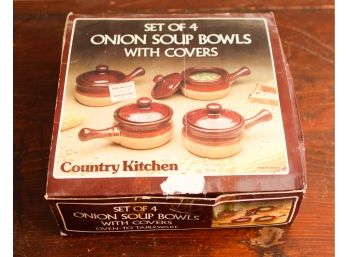 SET OF 4
ONION SOUP BOWLS
WITH COVERS
Country Kitchen
SET OF 4
ONION SOUP BOWLS
WITH COVERS
OVEN-TO-TABLEWARE